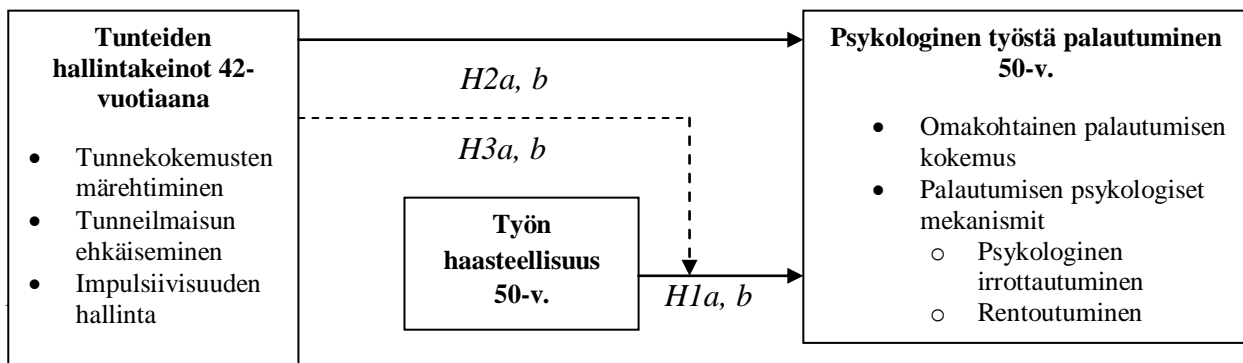 Tunteiden
hallintakeinot 42-
vuotiaana
• Tunnekokemusten
märehtiminen
• Tunneilmaisun
ehkäiseminen
• Impulsiivisuuden
hallinta
H2a, b
H3a, b
Työn
haasteellisuus
50-v.
H1a, b
Psykologinen työstä palautuminen
50-v.
• Omakohtainen palautumisen
kokemus
• Palautumisen psykologiset
mekanismit
o Psykologinen
irrottautuminen
o Rentoutuminen